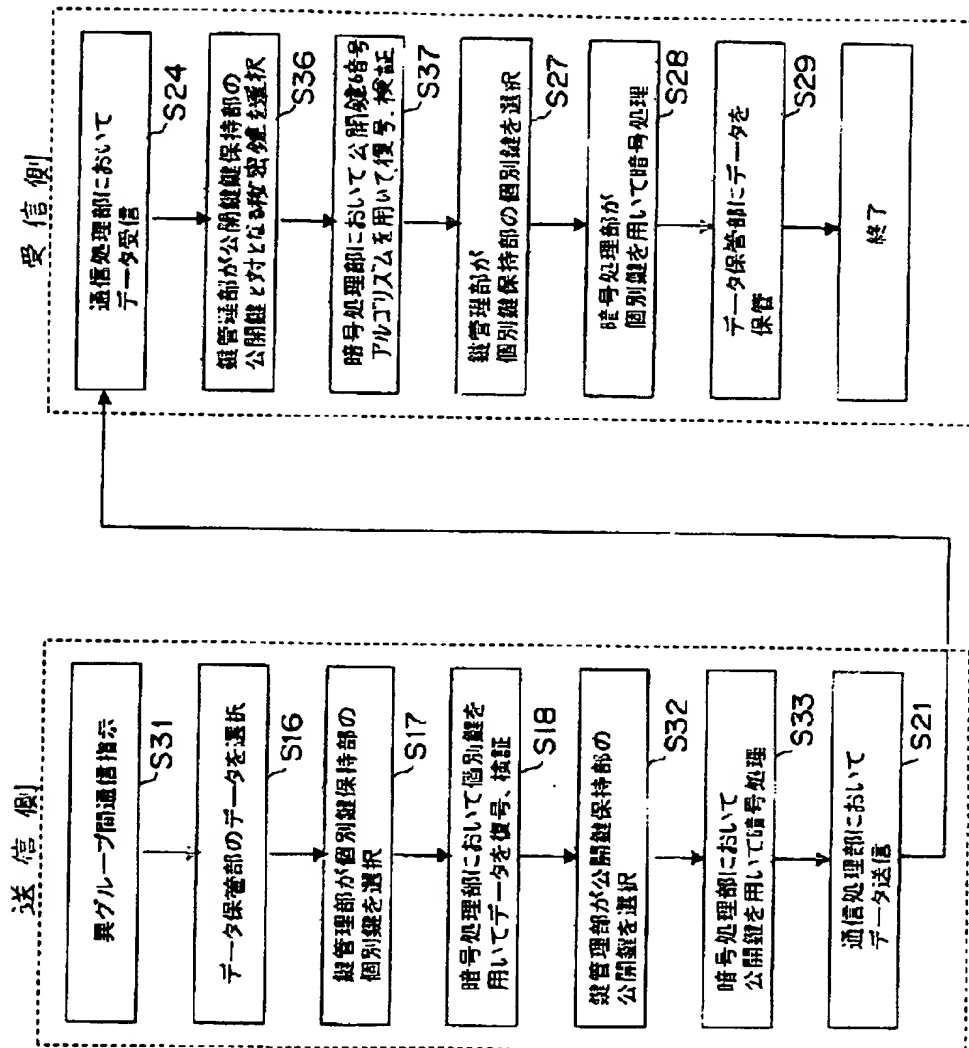 送信側
異グループ間通信指示
S31
データ保管部のデータを選択
S16
鍵管理部が個別鍵保持部の
個別鍵を選択
S17
暗号処理部において個別鍵を
用いてデータを復号、検証
S18
鍵管理部が公開鍵保持部の
公開鍵を選択
S32
暗号処理部において
公開鍵を用いて暗号処理
S33
通信処理部において
データ送信
S21
受信側
通信処理部において
データ受信
S24
鍵管理部が公開鍵鍵保持部の
公開鍵と対となる秘密鍵を選択
S36
暗号処理部において公開鍵暗号
アルゴリズムを用いて復号、検証
S37
鍵管理部が
個別鍵保持部の個別鍵を選択
S27
暗号処理部が
個別鍵を用いて暗号処理
S28
データ保管部にデータを
保管
S29
終了